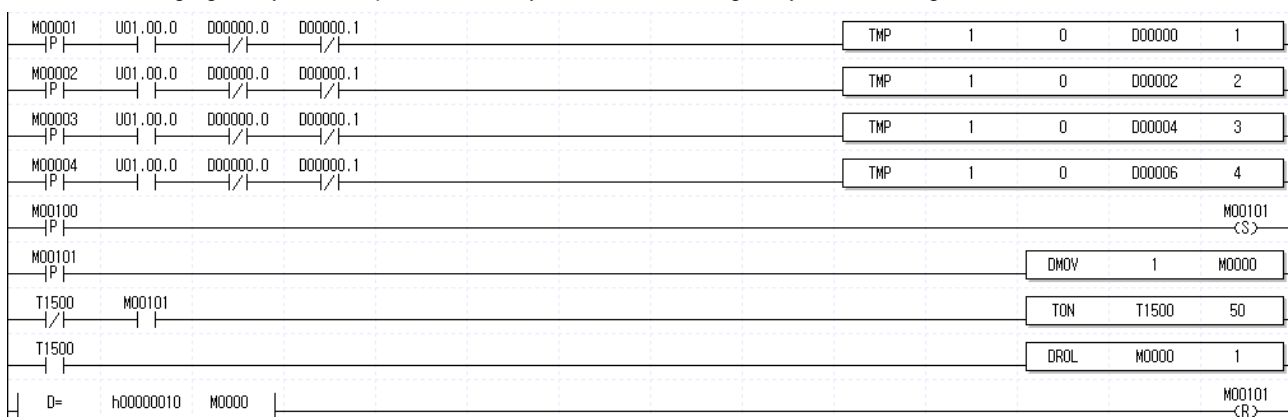 M00001 U01.00.0 D00000.0 D00000.1
P TMP 1 0 D00000 1
M00002 U01.00.0 D00000.0 D00000.1
P TMP 1 0 D00002 2
M00003 U01.00.0 D00000.0 D00000.1
P TMP 1 0 D00004 3
M00004 U01.00.0 D00000.0 D00000.1
P TMP 1 0 D00006 4
M00100 M00101
P S
M00101
P DMOV 1 M0000
T1500 M00101
TON T1500 50
T1500
DROL M0000 1
D= h00000010 M0000 M00101
R